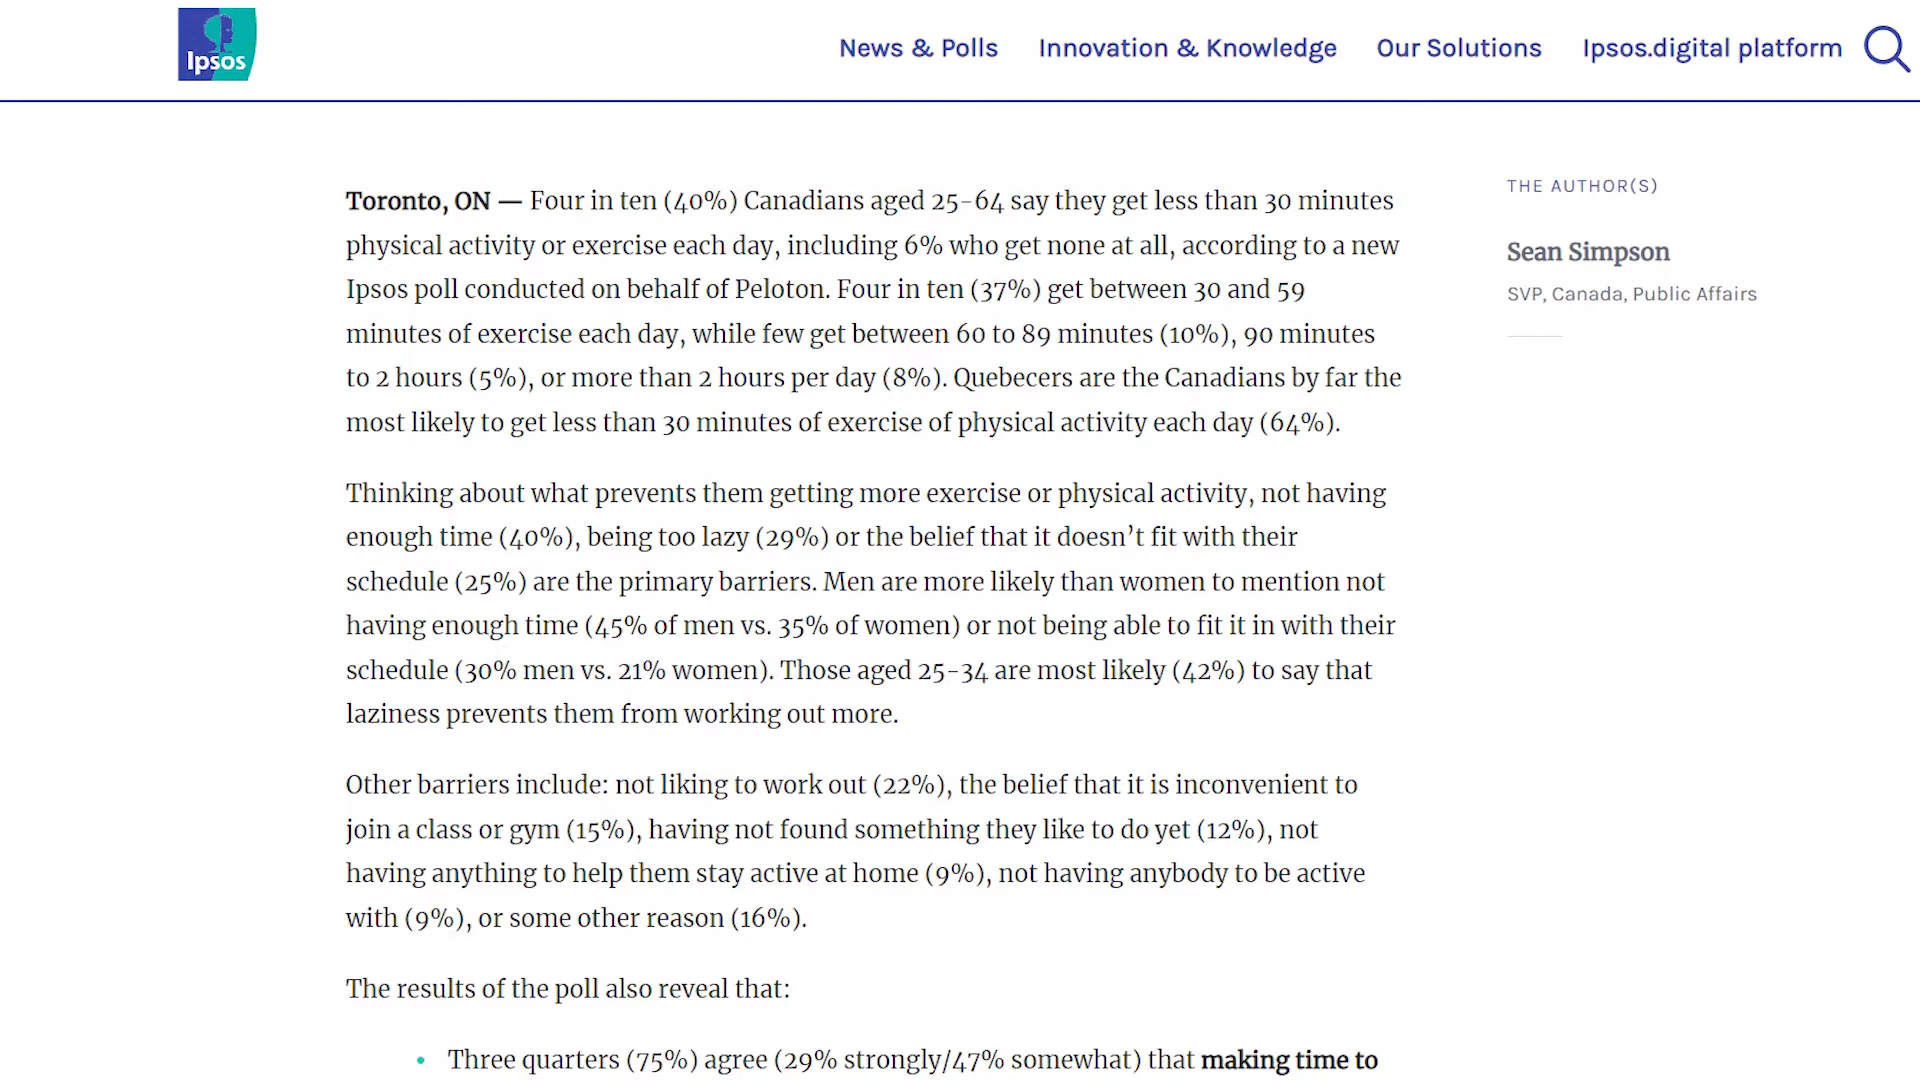 Ipsos
News & Polls
Innovation & Knowledge
Our Solutions
Ipsos.digital platform
Toronto, ON — Four in ten (40%) Canadians aged 25-64 say they get less than 30 minutes
physical activity or exercise each day, including 6% who get none at all, according to a new
Ipsos poll conducted on behalf of Peloton. Four in ten (37%) get between 30 and 59
minutes of exercise each day, while few get between 60 to 89 minutes (10%), 90 minutes
to 2 hours (5%), or more than 2 hours per day (8%). Quebecers are the Canadians by far the
most likely to get less than 30 minutes of exercise of physical activity each day (64%).
Thinking about what prevents them getting more exercise or physical activity, not having
enough time (40%), being too lazy (29%) or the belief that it doesn’t fit with their
schedule (25%) are the primary barriers. Men are more likely than women to mention not
having enough time (45% of men vs. 35% of women) or not being able to fit it in with their
schedule (30% men vs. 21% women). Those aged 25-34 are most likely (42%) to say that
laziness prevents them from working out more.
Other barriers include: not liking to work out (22%), the belief that it is inconvenient to
join a class or gym (15%), having not found something they like to do yet (12%), not
having anything to help them stay active at home (9%), not having anybody to be active
with (9%), or some other reason (16%).
The results of the poll also reveal that:
• Three quarters (75%) agree (29% strongly/47% somewhat) that making time to
THE AUTHOR(S)
Sean Simpson
SVP, Canada, Public Affairs